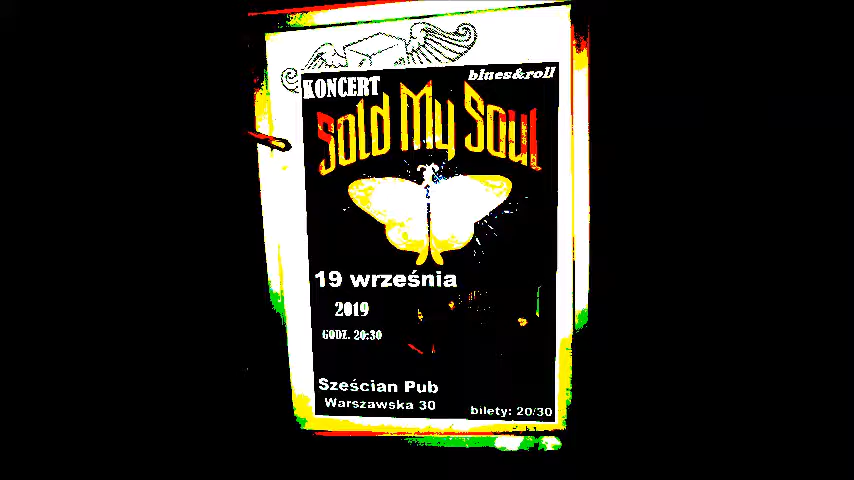 KONCERT
blues&roll
Sold My Soul
19 września
2019
GODZ. 20:30
Sześcian Pub
Warszawska 30
bilety: 20/30